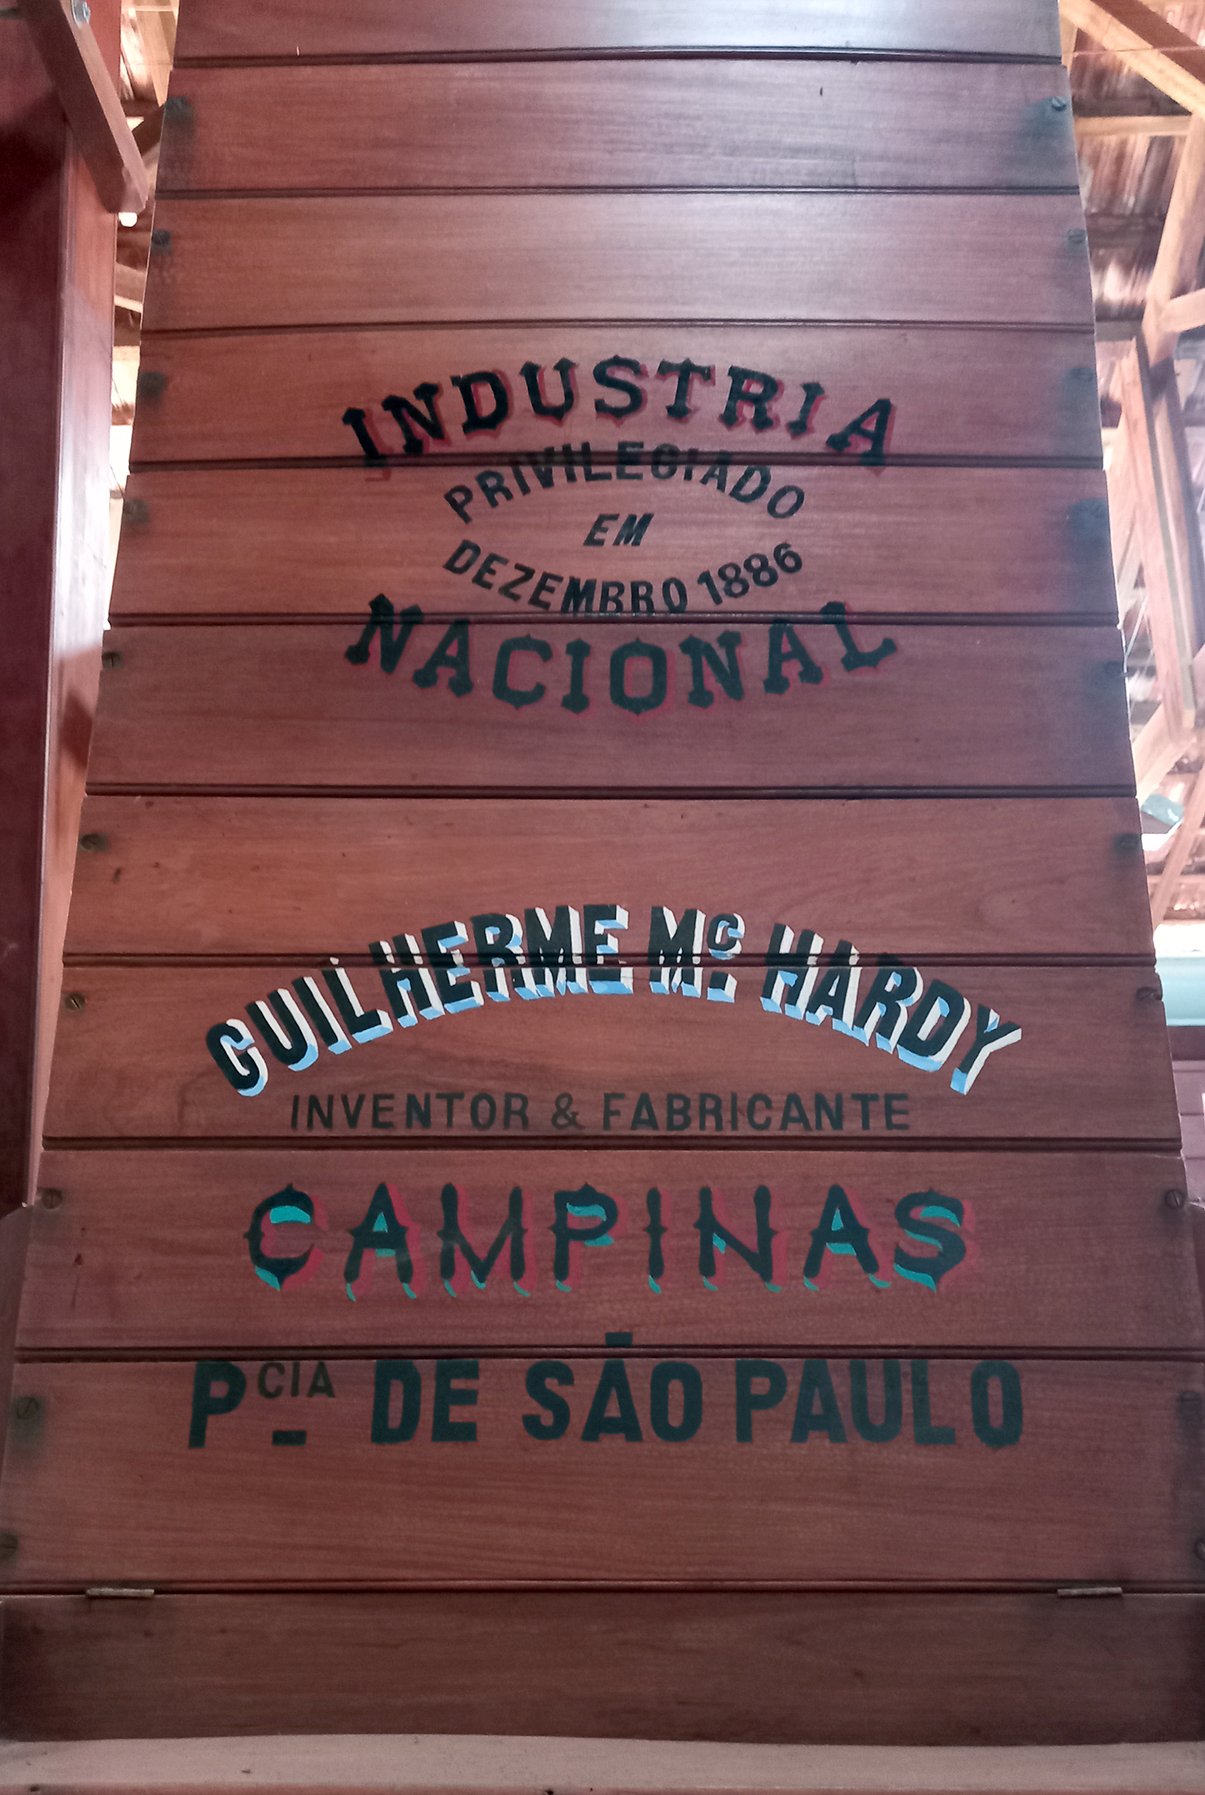 INDUSTRIA
PRIVILEGIADO
EM
DEZEMBRO 1886
NACIONAL
GUILHERME Mc HARDY
INVENTOR & FABRICANTE
CAMPINAS
PCIA DE SÃO PAULO